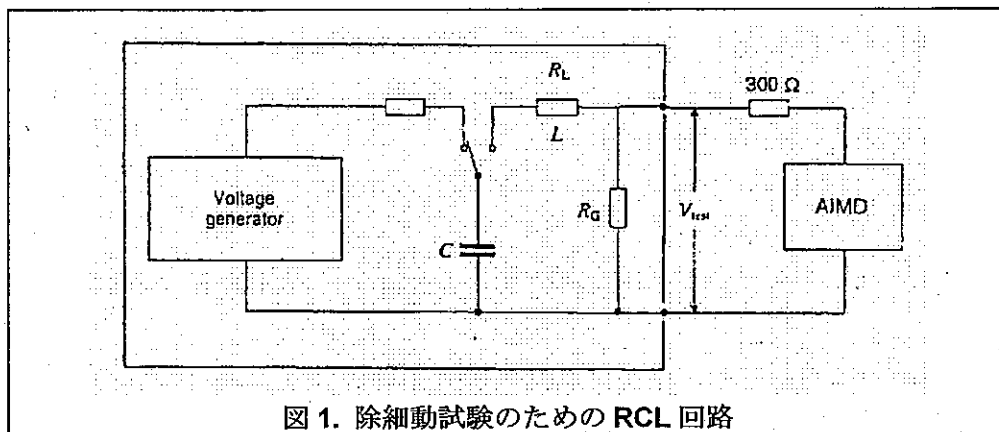 R_L
300 Ω
L
Voltage
generator
R_G
V_test
AIMD
C
図 1. 除細動試験のための RCL 回路